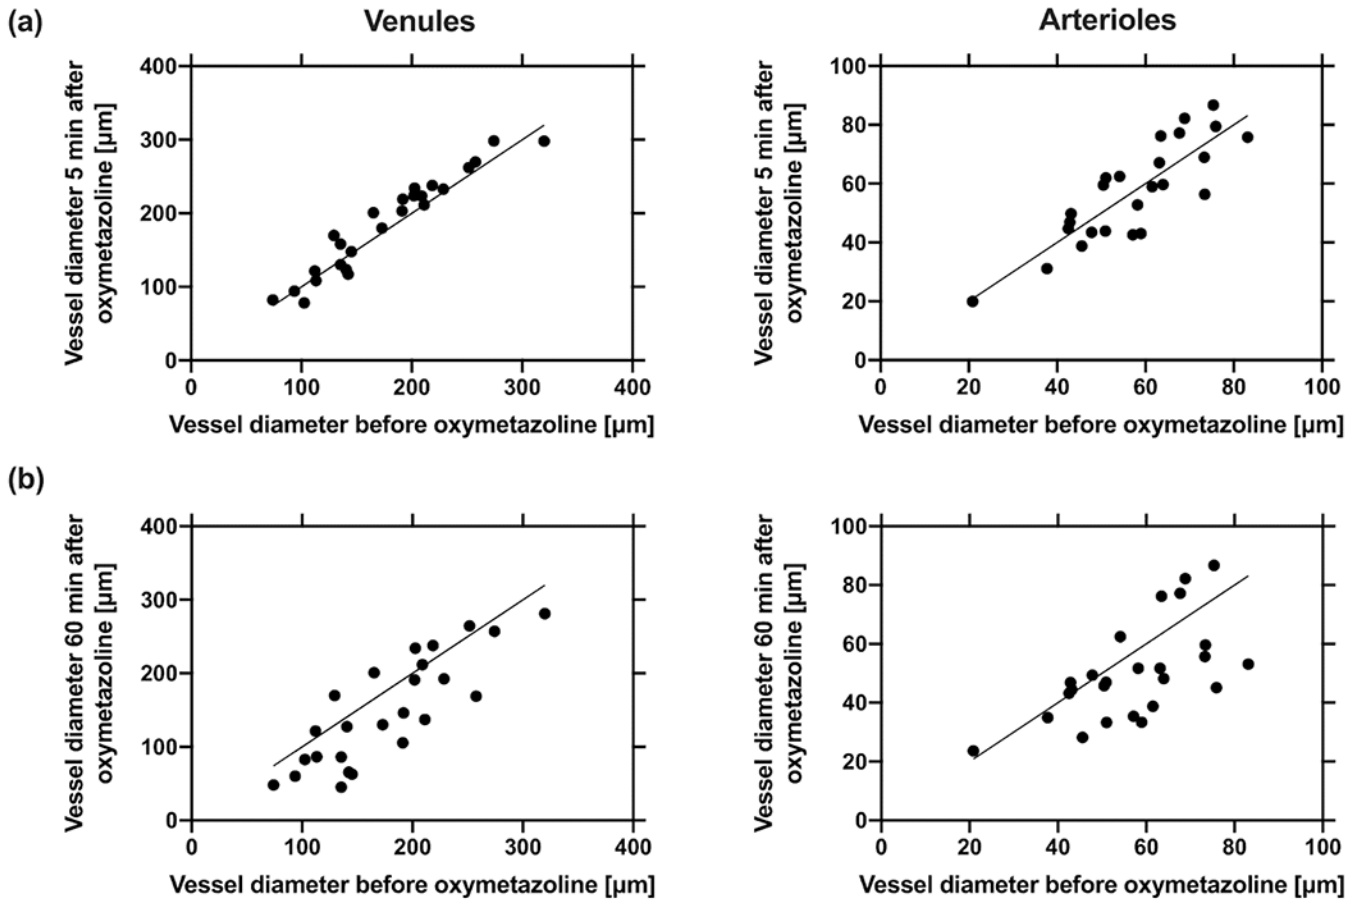 (a)
Venules
Arterioles
Vessel diameter 5 min after
oxymetazoline [µm]
400
300
200
100
0
0 100 200 300 400
Vessel diameter before oxymetazoline [µm]
Vessel diameter 5 min after
oxymetazoline [µm]
100
80
60
40
20
0
0 20 40 60 80 100
Vessel diameter before oxymetazoline [µm]
(b)
Vessel diameter 60 min after
oxymetazoline [µm]
400
300
200
100
0
0 100 200 300 400
Vessel diameter before oxymetazoline [µm]
Vessel diameter 60 min after
oxymetazoline [µm]
100
80
60
40
20
0
0 20 40 60 80 100
Vessel diameter before oxymetazoline [µm]